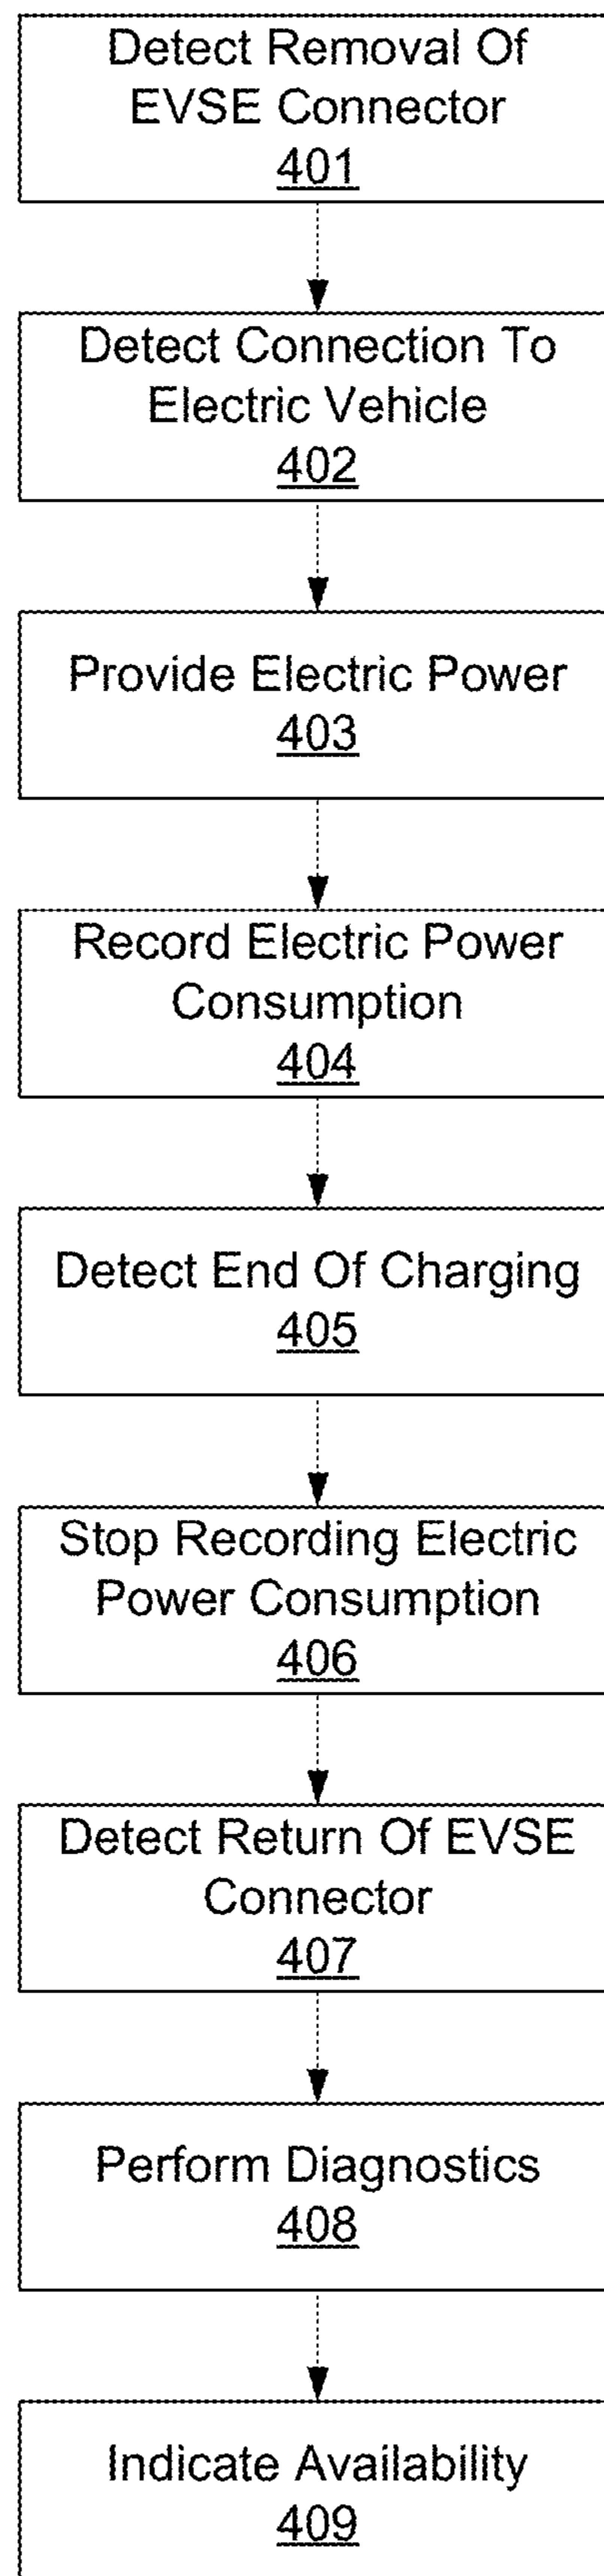 Detect Removal Of
EVSE Connector
401
Detect Connection To
Electric Vehicle
402
Provide Electric Power
403
Record Electric Power
Consumption
404
Detect End Of Charging
405
Stop Recording Electric
Power Consumption
406
Detect Return Of EVSE
Connector
407
Perform Diagnostics
408
Indicate Availability
409